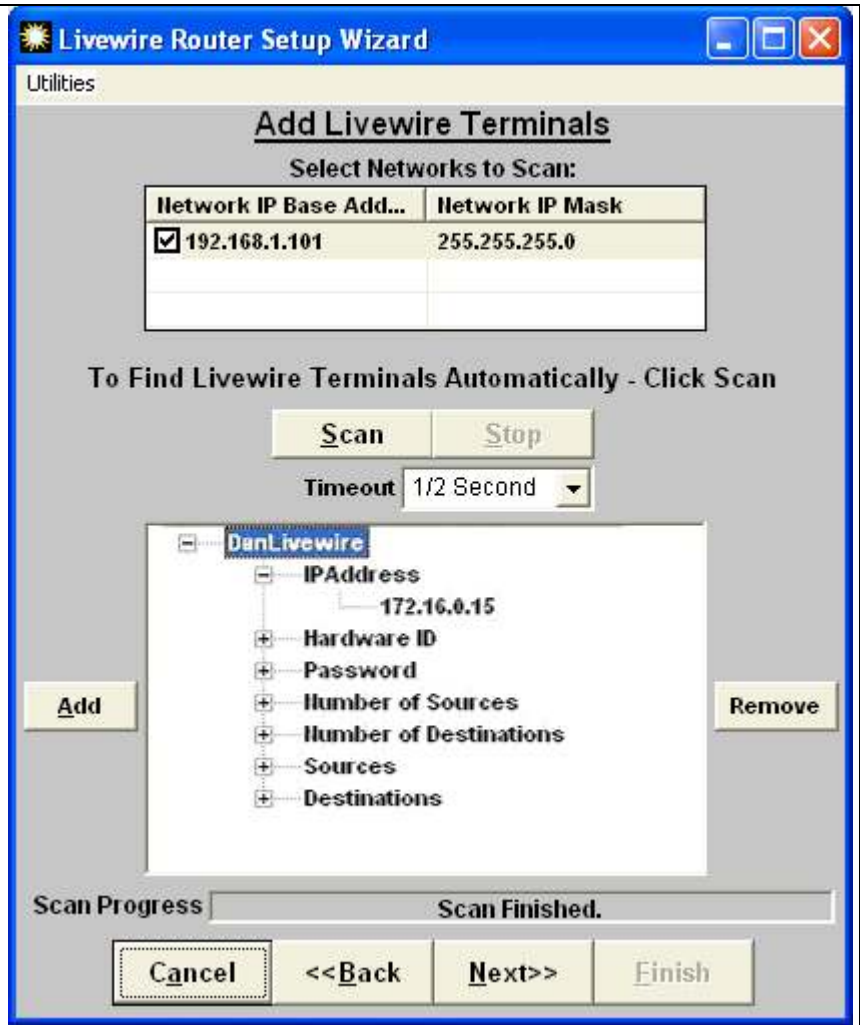 Livewire Router Setup Wizard
Utilities
Add Livewire Terminals
Select Networks to Scan:
Network IP Base Add... Network IP Mask
192.168.1.101 255.255.255.0
To Find Livewire Terminals Automatically - Click Scan
Scan Stop
Timeout 1/2 Second
DanLivewire
IPAddress
172.16.0.15
Hardware ID
Password
Number of Sources
Number of Destinations
Sources
Destinations
Add
Remove
Scan Progress Scan Finished.
Cancel <<Back Next>> Finish